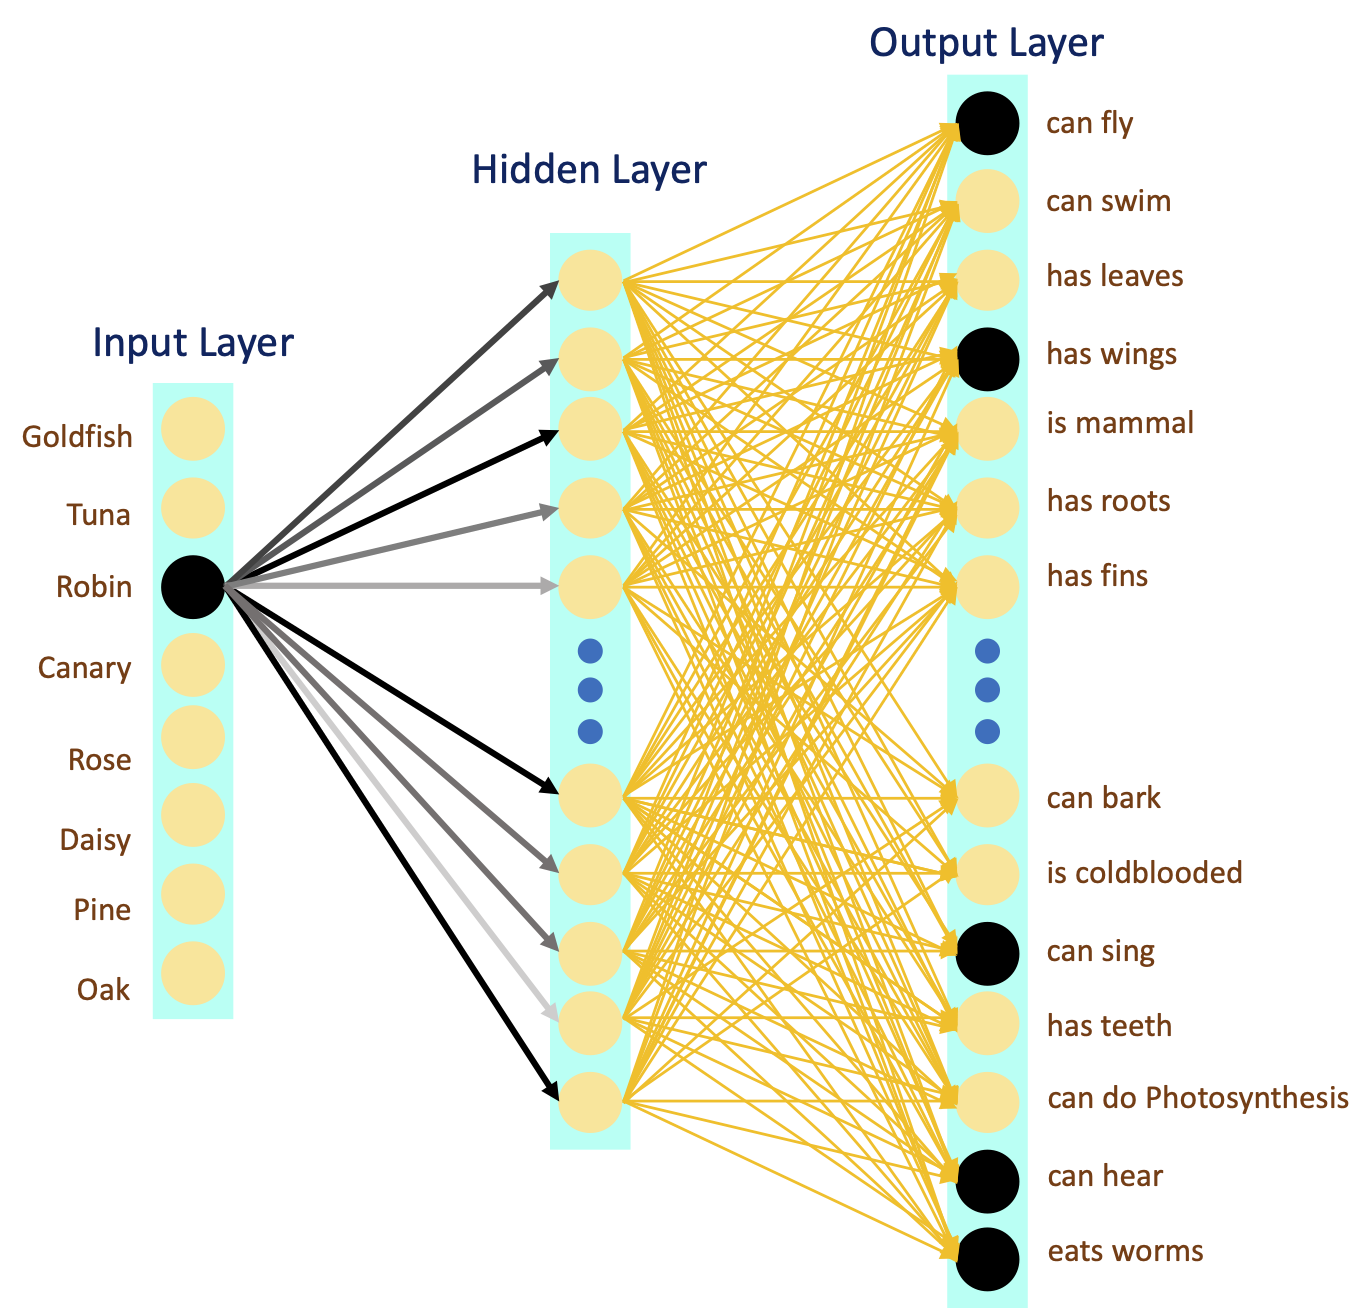 Output Layer
Hidden Layer
Input Layer
Goldfish
Tuna
Robin
Canary
Rose
Daisy
Pine
Oak
can fly
can swim
has leaves
has wings
is mammal
has roots
has fins
can bark
is coldblooded
can sing
has teeth
can do Photosynthesis
can hear
eats worms